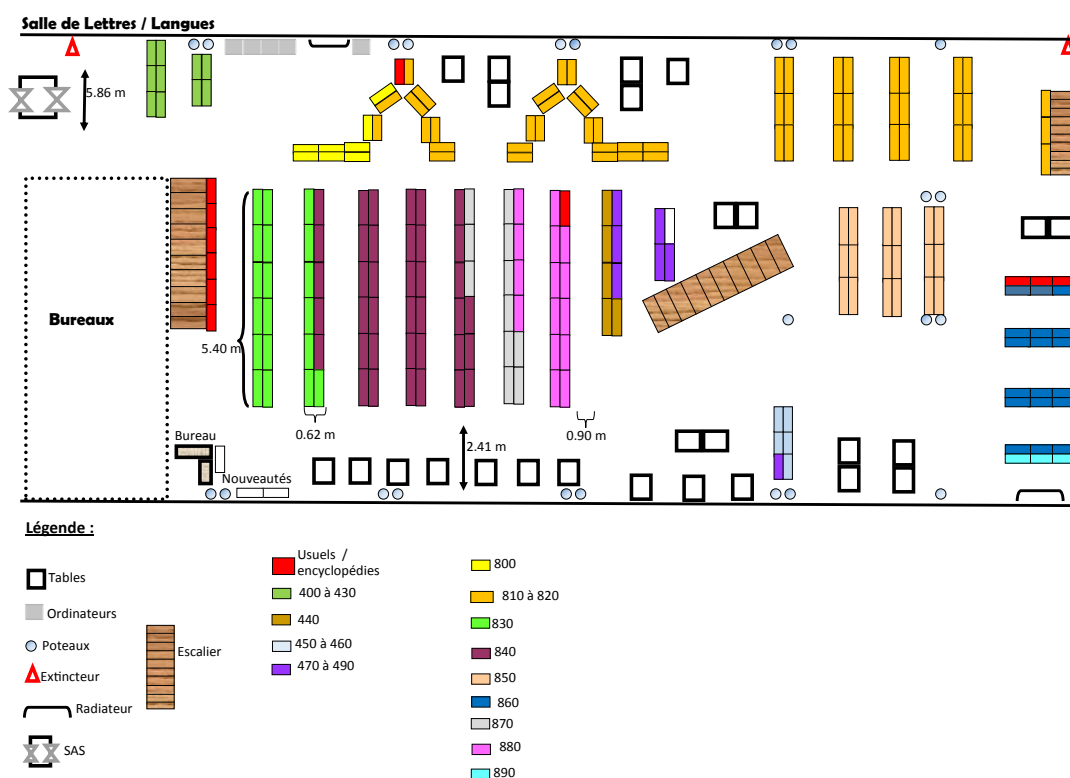 Salle de Lettres / Langues
5.86 m
Bureaux
5.40 m
0.62 m
2.41 m
0.90 m
Bureau
Nouveautés
Légende :
Tables
Ordinateurs
Poteaux
Extincteur
Radiateur
SAS
Escalier
Usuels /
encyclopédies
400 à 430
440
450 à 460
470 à 490
800
810 à 820
830
840
850
860
870
880
890